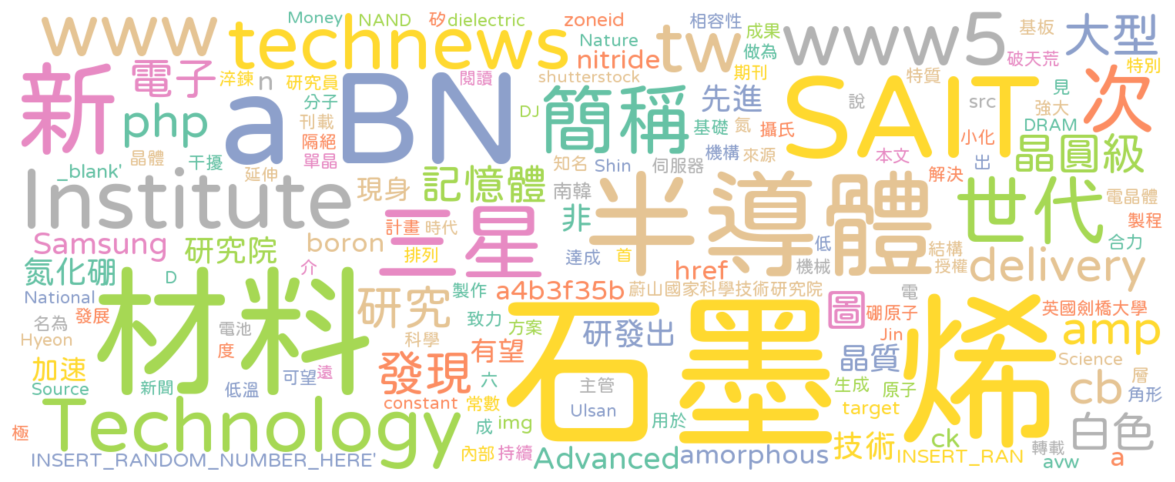 www
technews
Money
NAND
矽
dielectric
zoneid
Nature
nitride
tw
相容性
成果
做為
www5
基板
破天荒
大型
特別
新
電子
淬鍊
n
研究員
閱讀
shutterstock
期刊
特質
說
src
見
強大
DRAM
次
php
分子
刊載
隔絕
單晶
a
BN
DJ
簡稱
先進
基礎
氮
攝氏
SAIT
小化
晶圓級
_blank'
晶體
干擾
延伸
知名
Shin
機構
來源
伺服器
本文
出
解決
Institute
現身
記憶體
南韓
非
半導體
世代
電晶體
製程
合力
三星
計畫
時代
排列
達成
首
低
機械
結構
授權
Samsung
研究院
boron
氮化硼
D
介
href
delivery
National
發展
材料
研究
製作
a4b3f35b
蔚山國家科學技術研究院
電
硼原子
英國劍橋大學
名為
Hyeon
電池
度
科學
致力
方案
研發出
圖
Jin
amp
加速
Source
新聞
低溫
可望
遠
發現
有望
六
石墨烯
主管
晶質
Science
層
constant
常數
成
img
Ulsan
用於
生成
原子
target
cb
角形
極
Technology
白色
INSERT_RANDOM_NUMBER_HERE'
內部
持續
Advanced
amorphous
技術
ck
INSERT_RAN
轉載
avw
a